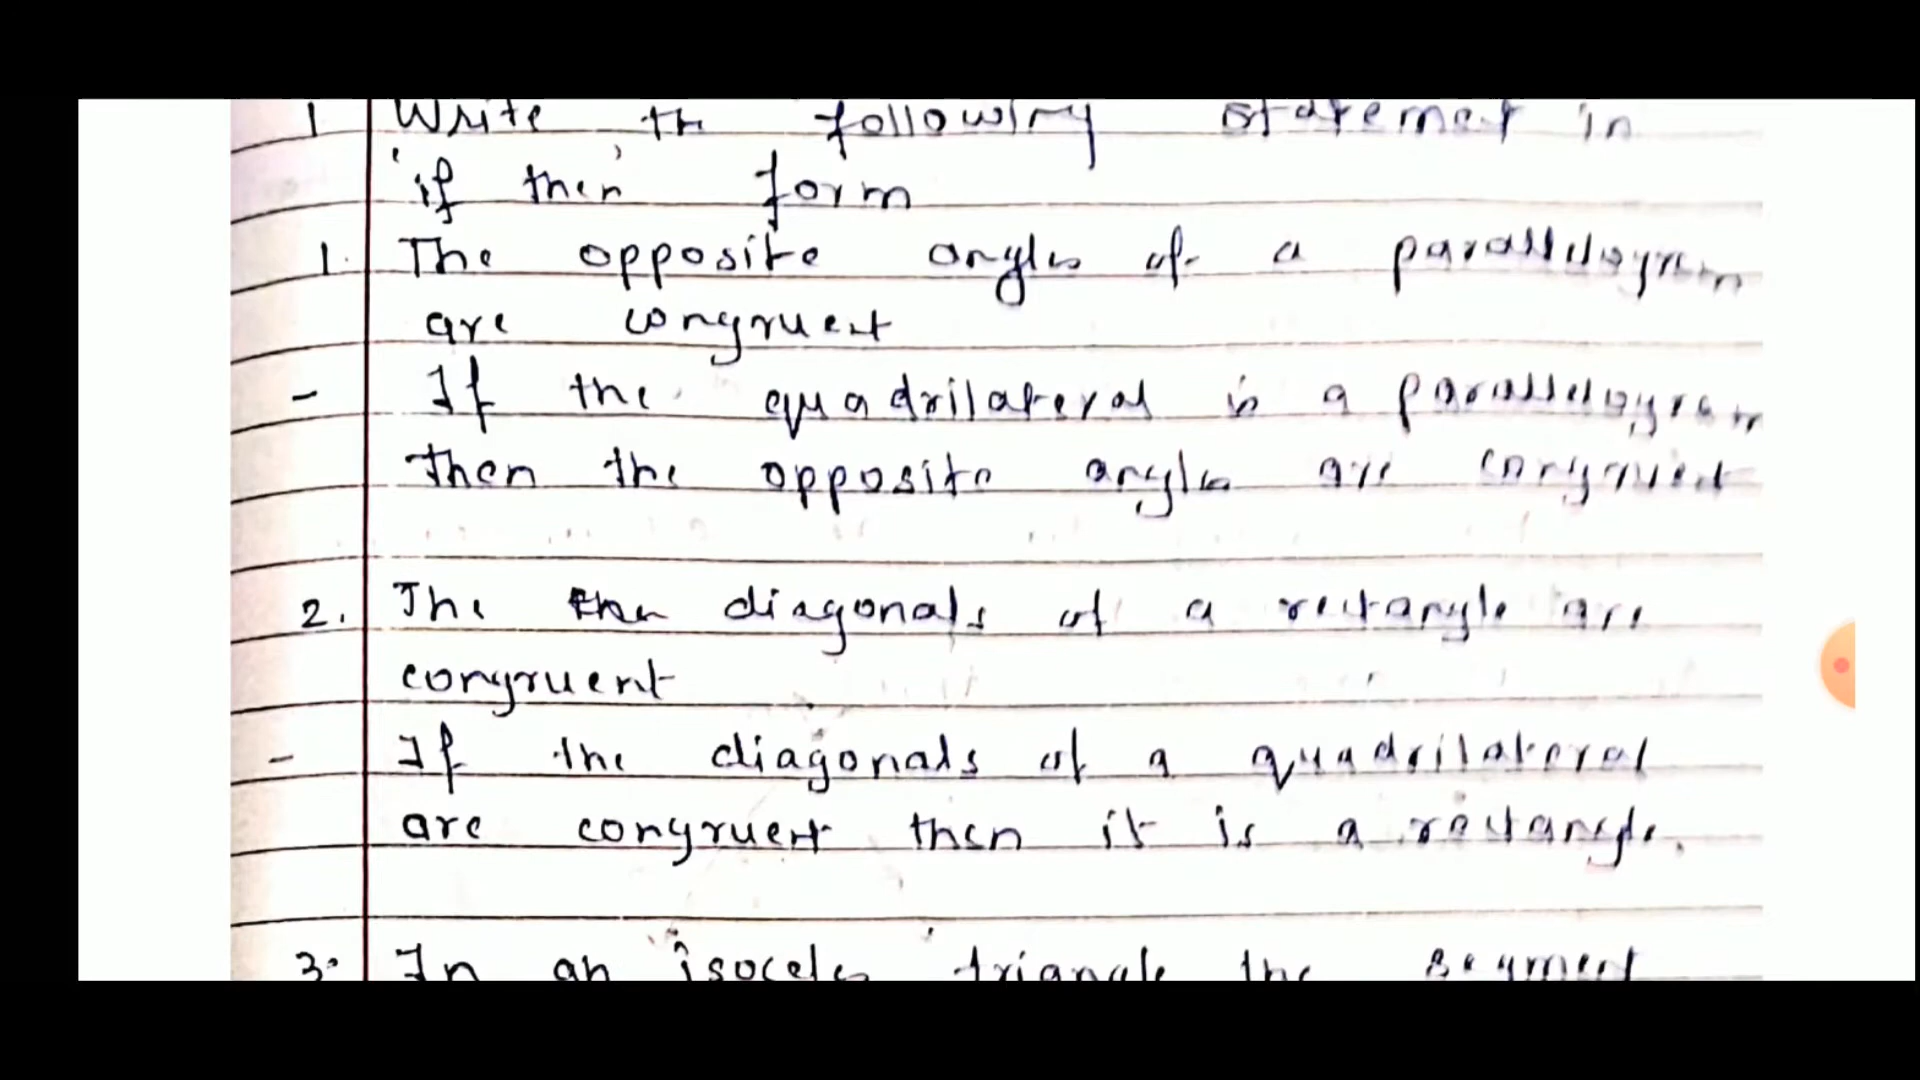 1 Write th following statement in
'if then' form
1. The opposite angles of a parallelogram
are congruent
- If the quadrilateral is a parallelogram
then the opposite angles are congruent
2. The diagonals of a rectangle are
congruent
- If the diagonals of a quadrilateral
are congruent then it is a rectangle.
3. In an isoceles triangle the segment